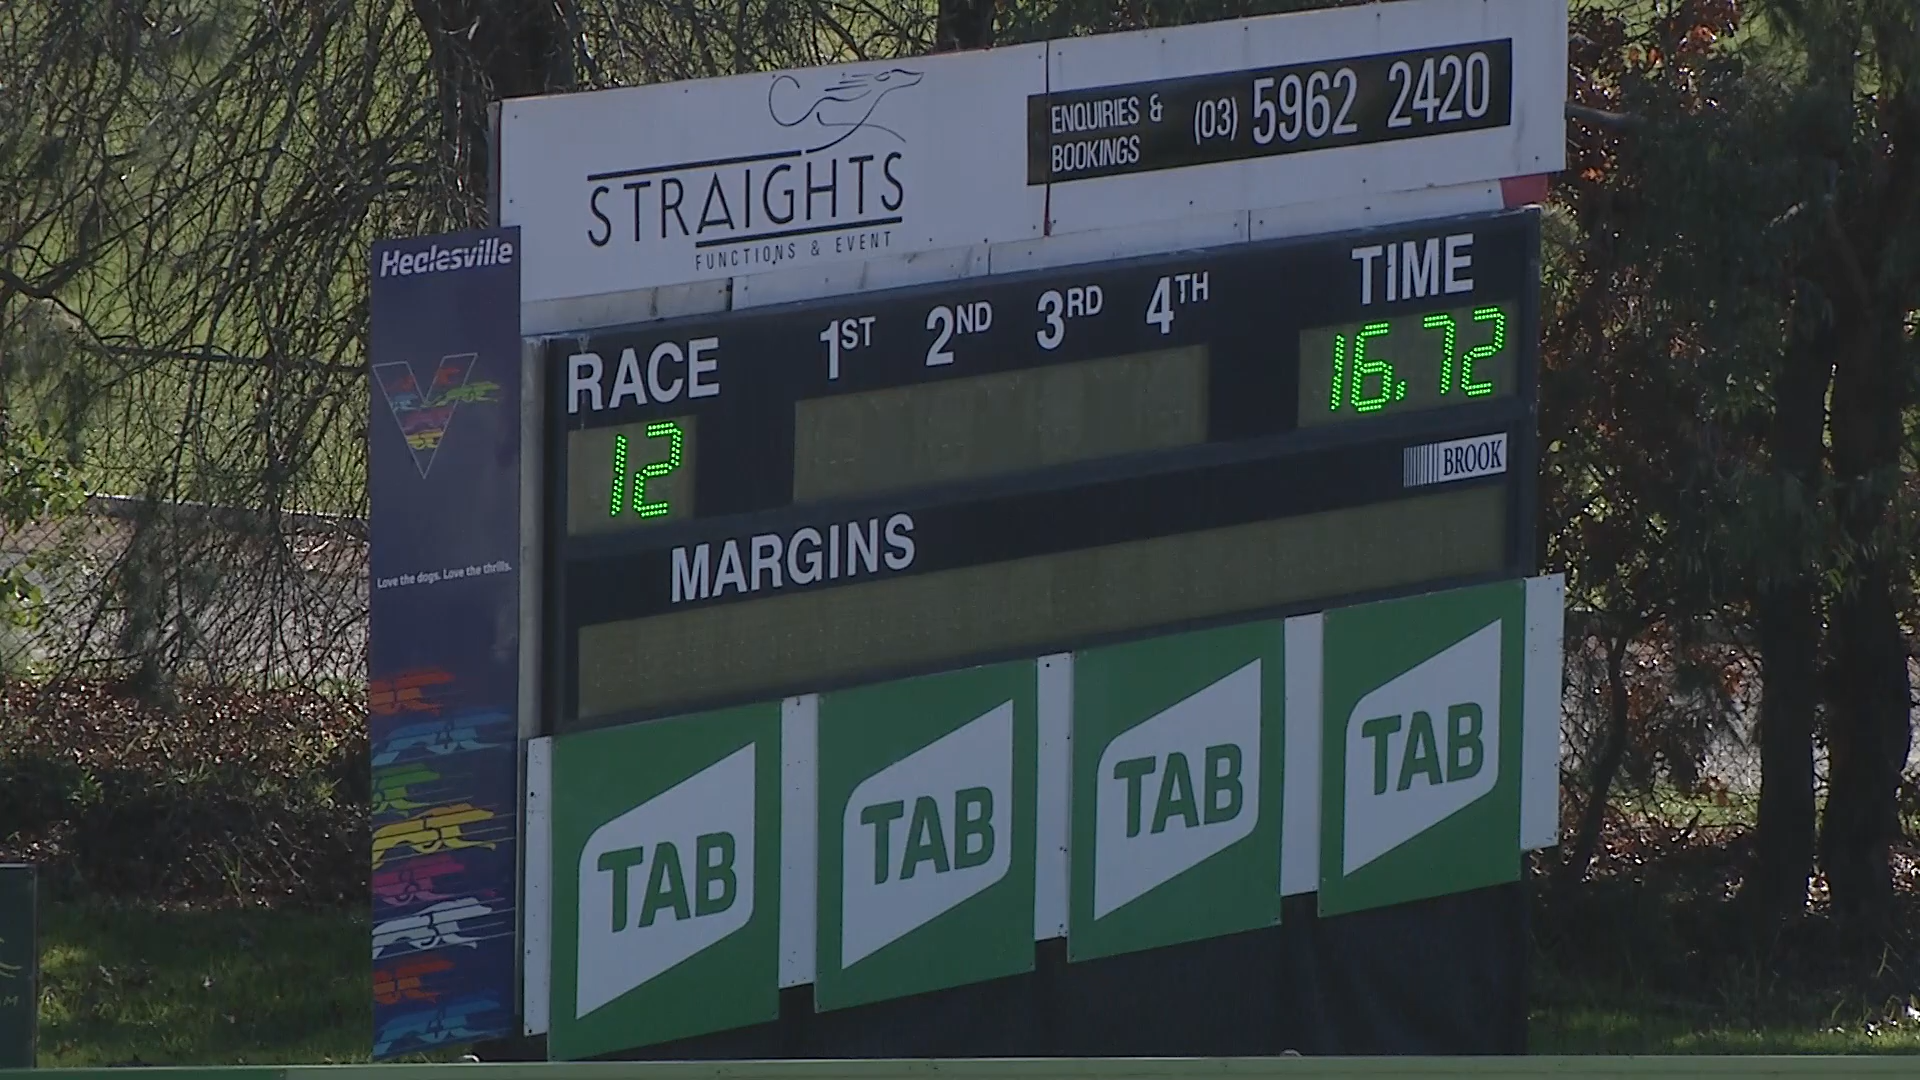 ENQUIRIES &
BOOKINGS
(03) 5962 2420
STRAIGHTS
FUNCTIONS & EVENT
Healesville
Love the dogs. Love the thrills.
RACE 1ST 2ND 3RD 4TH TIME
12 16.72
BROOK
MARGINS
TAB TAB TAB TAB